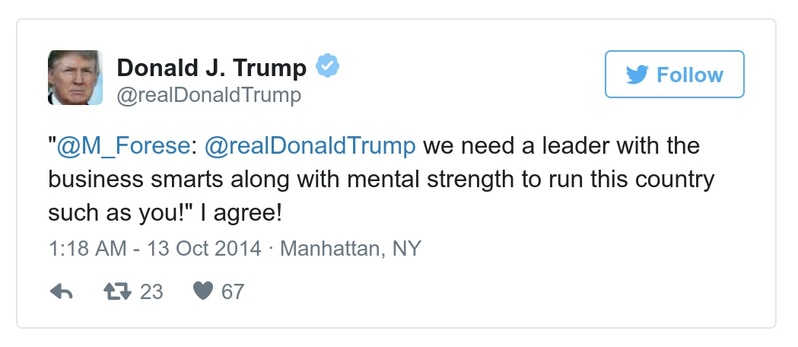 Donald J. Trump
@realDonaldTrump
Follow
"@M_Forese: @realDonaldTrump we need a leader with the
business smarts along with mental strength to run this country
such as you!" I agree!
1:18 AM - 13 Oct 2014 · Manhattan, NY
23 67